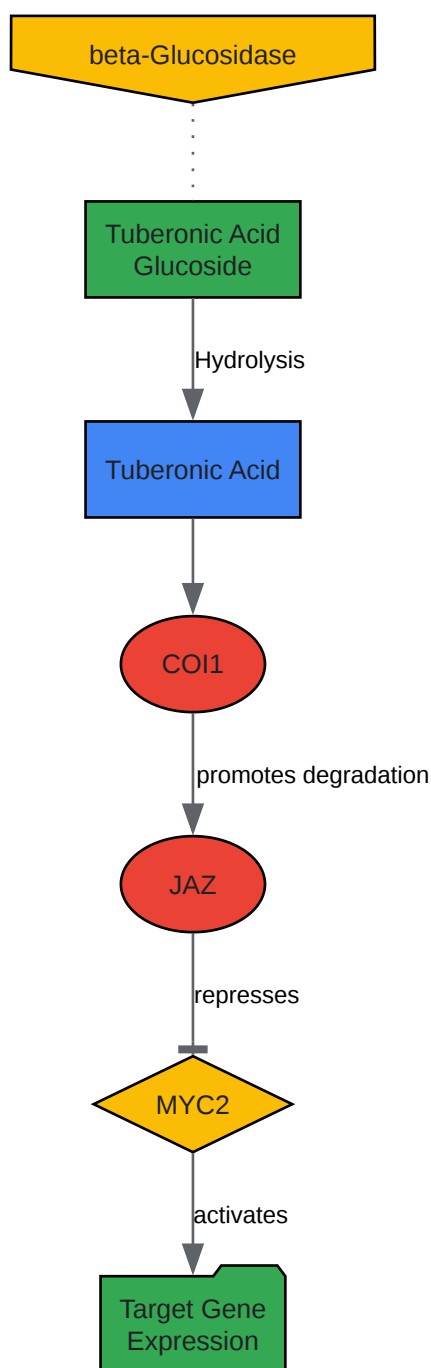 beta-Glucosidase
Tuberonic Acid
Glucoside
Hydrolysis
Tuberonic Acid
COI1
promotes degradation
JAZ
represses
MYC2
activates
Target Gene
Expression